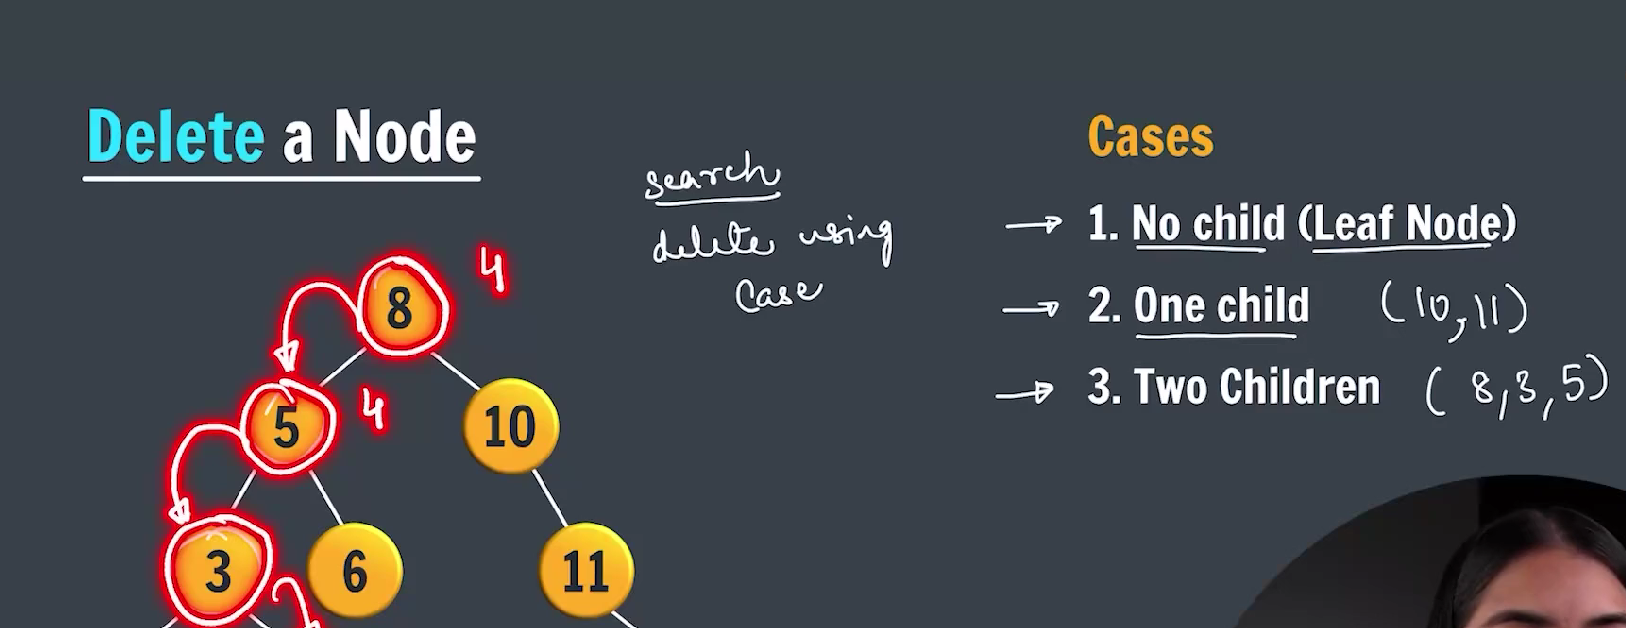 Delete a Node
search
delete using
Case
Cases
1. No child (Leaf Node)
2. One child (10,11)
3. Two Children (8,3,5)
8 4
5 4
10
3
6
11